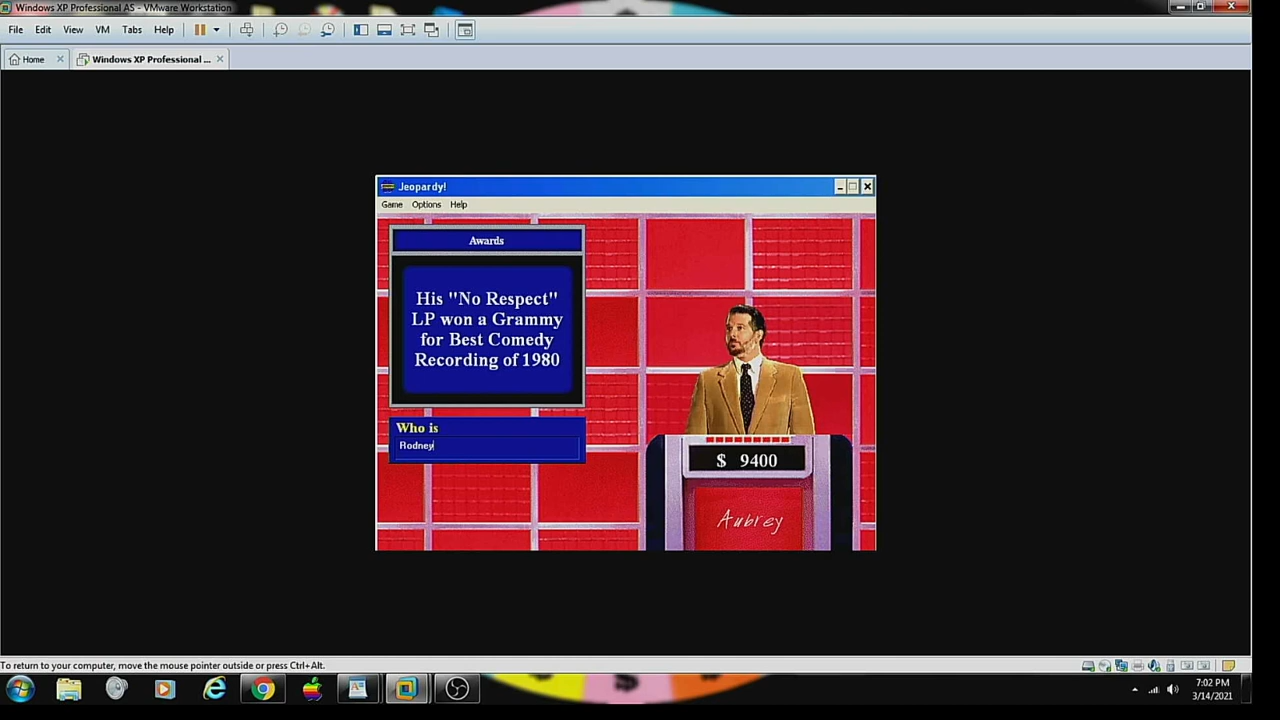 Windows XP Professional AS - VMware Workstation
File Edit View VM Tabs Help
Home
Windows XP Professional ...
Jeopardy!
Game Options Help
Awards
His "No Respect"
LP won a Grammy
for Best Comedy
Recording of 1980
Who is
Rodney
$ 9400
Aubrey
To return to your computer, move the mouse pointer outside or press Ctrl+Alt.
7:02 PM
3/14/2021